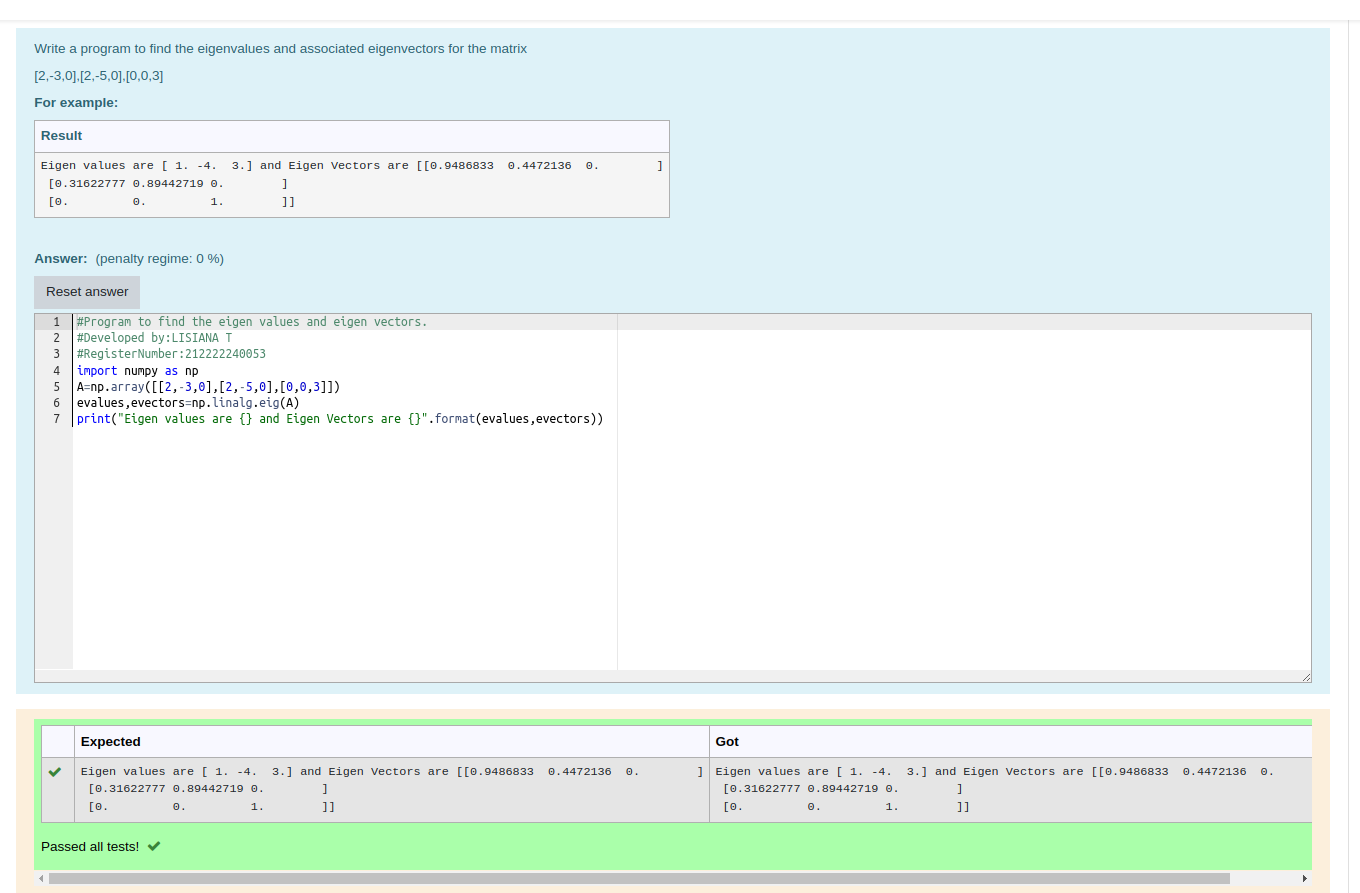 Write a program to find the eigenvalues and associated eigenvectors for the matrix
[2,-3,0],[2,-5,0],[0,0,3]
For example:
Result
Eigen values are [ 1. -4.  3.] and Eigen Vectors are [[0.9486833  0.4472136  0.        ]
 [0.31622777 0.89442719 0.        ]
 [0.         0.         1.        ]]
Answer: (penalty regime: 0 %)
Reset answer
1 #Program to find the eigen values and eigen vectors.
2 #Developed by:LISIANA T
3 #RegisterNumber:212222240053
4 import numpy as np
5 A=np.array([[2,-3,0],[2,-5,0],[0,0,3]])
6 evalues,evectors=np.linalg.eig(A)
7 print("Eigen values are {} and Eigen Vectors are {}".format(evalues,evectors))
Expected Got
Eigen values are [ 1. -4.  3.] and Eigen Vectors are [[0.9486833  0.4472136  0.        ] Eigen values are [ 1. -4.  3.] and Eigen Vectors are [[0.9486833  0.4472136  0.
 [0.31622777 0.89442719 0.        ] [0.31622777 0.89442719 0.        ]
 [0.         0.         1.        ]] [0.         0.         1.        ]]
Passed all tests!